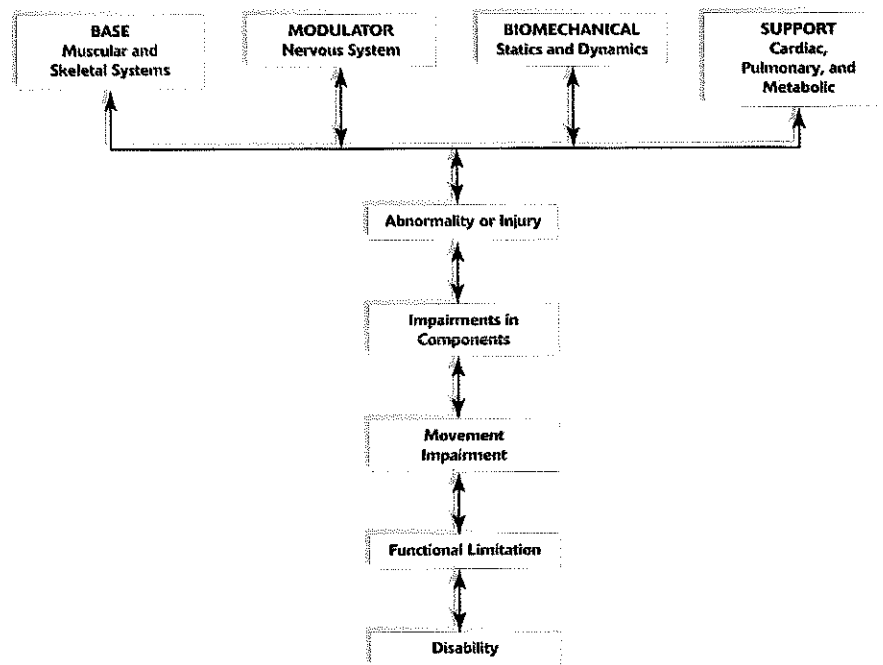 BASE
Muscular and
Skeletal Systems
MODULATOR
Nervous System
BIOMECHANICAL
Statics and Dynamics
SUPPORT
Cardiac,
Pulmonary, and
Metabolic
Abnormality or Injury
Impairments in
Components
Movement
Impairment
Functional Limitation
Disability